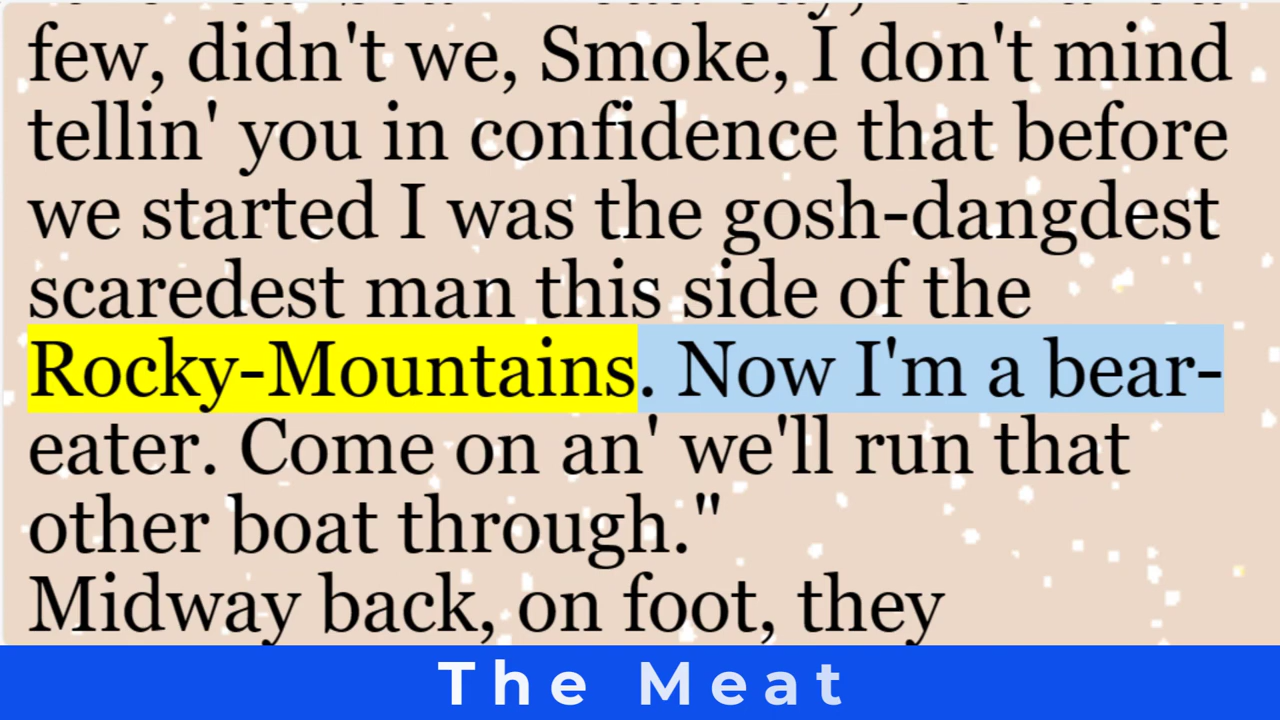 few, didn't we, Smoke, I don't mind
tellin' you in confidence that before
we started I was the gosh-dangdest
scaredest man this side of the
Rocky-Mountains. Now I'm a bear-
eater. Come on an' we'll run that
other boat through."
Midway back, on foot, they
The Meat